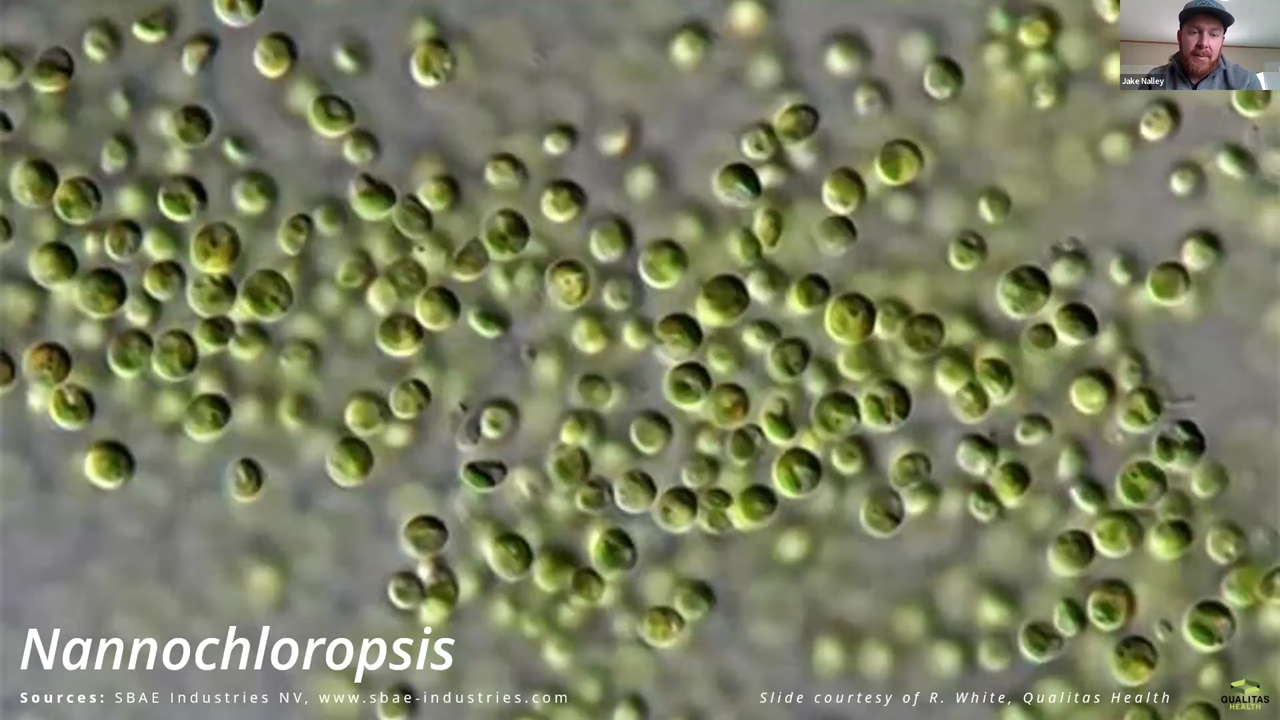 Jake Nalley
Nannochloropsis
Sources: SBAE Industries NV, www.sbae-industries.com
Slide courtesy of R. White, Qualitas Health
QUALITAS
HEALTH